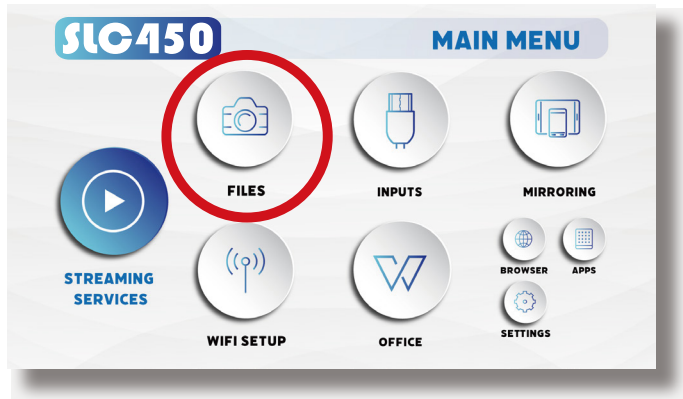 SLC450
MAIN MENU
FILES
INPUTS
MIRRORING
STREAMING
SERVICES
BROWSER
APPS
WIFI SETUP
OFFICE
SETTINGS